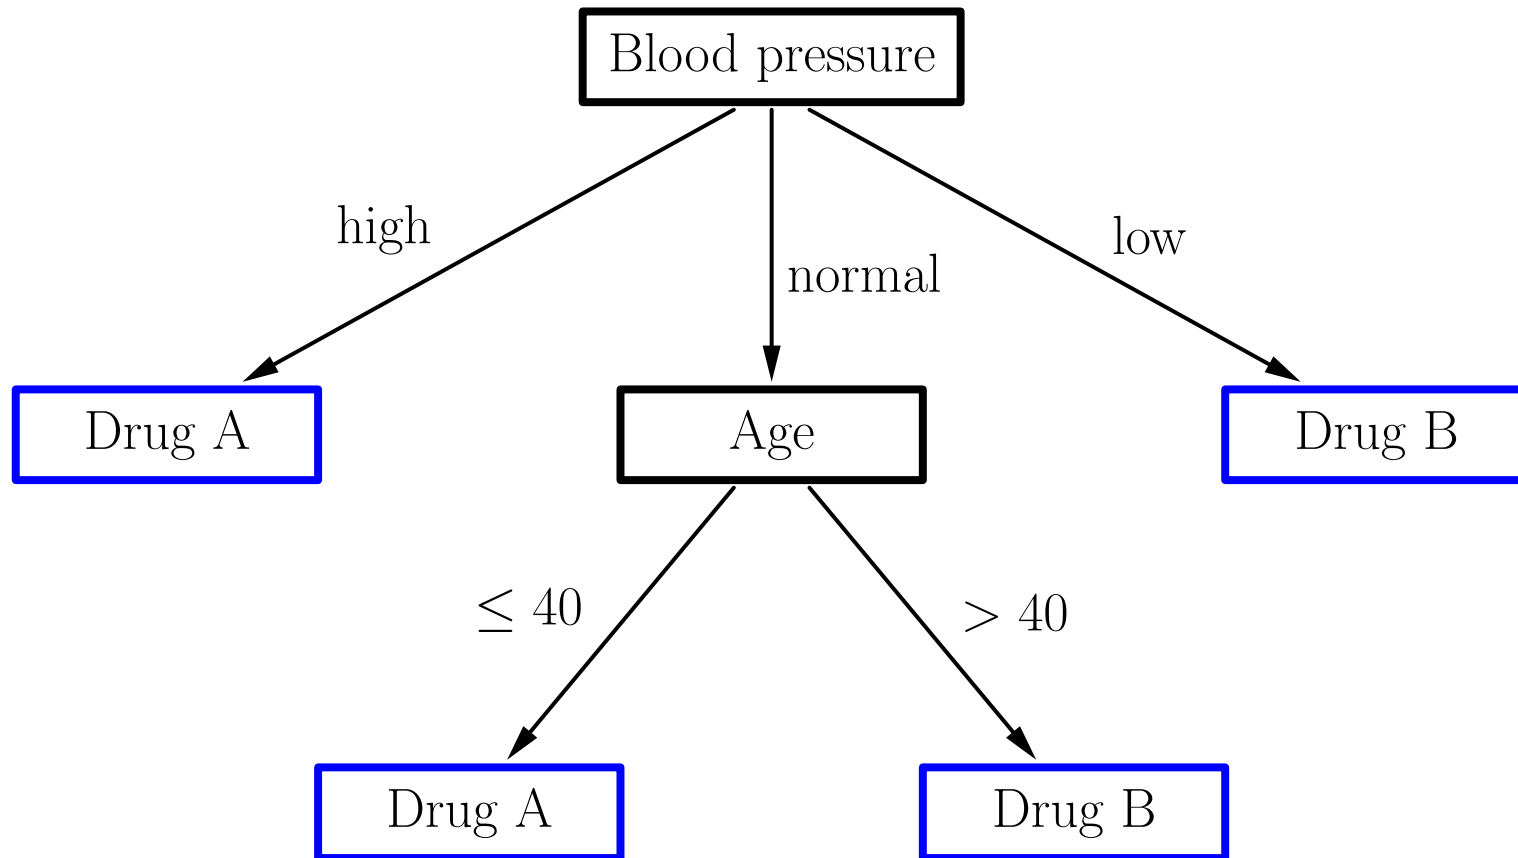 Blood pressure
high
low
normal
Drug A
Age
Drug B
≤ 40
> 40
Drug A
Drug B